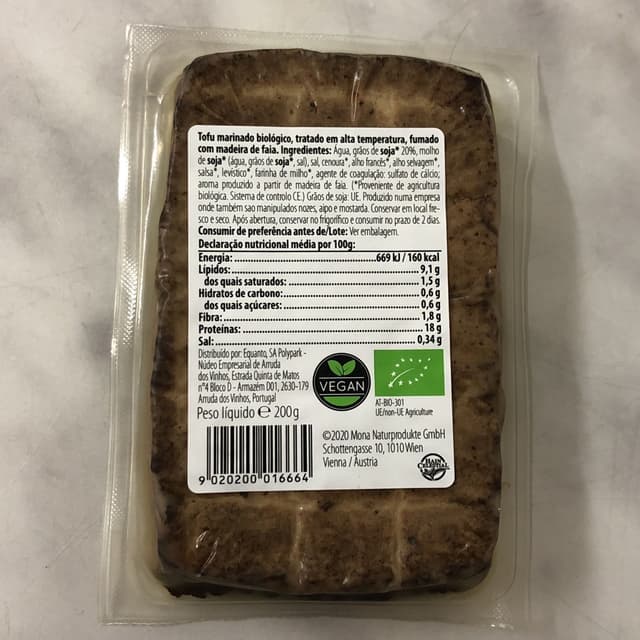 Tofu marinado biológico, tratado em alta temperatura, fumado
com madeira de faia. Ingredientes: Água, grãos de soja* 20%, molho
de soja* (água, grãos de soja*, sal), sal, cenoura*, alho francês*, alho selvagem*,
salsa*, levístico*, farinha de milho*, agente de coagulação: sulfato de cálcio;
aroma produzido a partir de madeira de faia. (*Proveniente de agricultura
biológica. Sistema de controlo CE.) Grãos de soja: UE. Produzido numa empresa
onde também sao manipulados nozes, aipo e mostarda. Conservar em local fre-
sco e seco. Após abertura, conservar no frigorífico e consumir no prazo de 2 dias.
Consumir de preferência antes de/Lote: Ver embalagem.
Declaração nutricional média por 100g:
Energia:.....................669 kJ / 160 kcal
Lípidos:.....................9,1 g
dos quais saturados:.....................1,5 g
Hidratos de carbono:.....................0,6 g
dos quais açúcares:.....................0,6 g
Fibra:.....................1,8 g
Proteínas:.....................18 g
Sal:.....................0,34 g
Distribuído por: Equanto, SA Polypark -
Núcleo Empresarial de Arruda
dos Vinhos, Estrada Quinta de Matos
n°4 Bloco D - Armazém D01, 2630-179
Arruda dos Vinhos, Portugal
Peso líquido e 200g
VEGAN
AT-BIO-301
UE/non-UE Agriculture
9 020200 016664
©2020 Mona Naturprodukte GmbH
Schottengasse 10, 1010 Wien
Vienna / Austria
HAIN
CELESTIAL